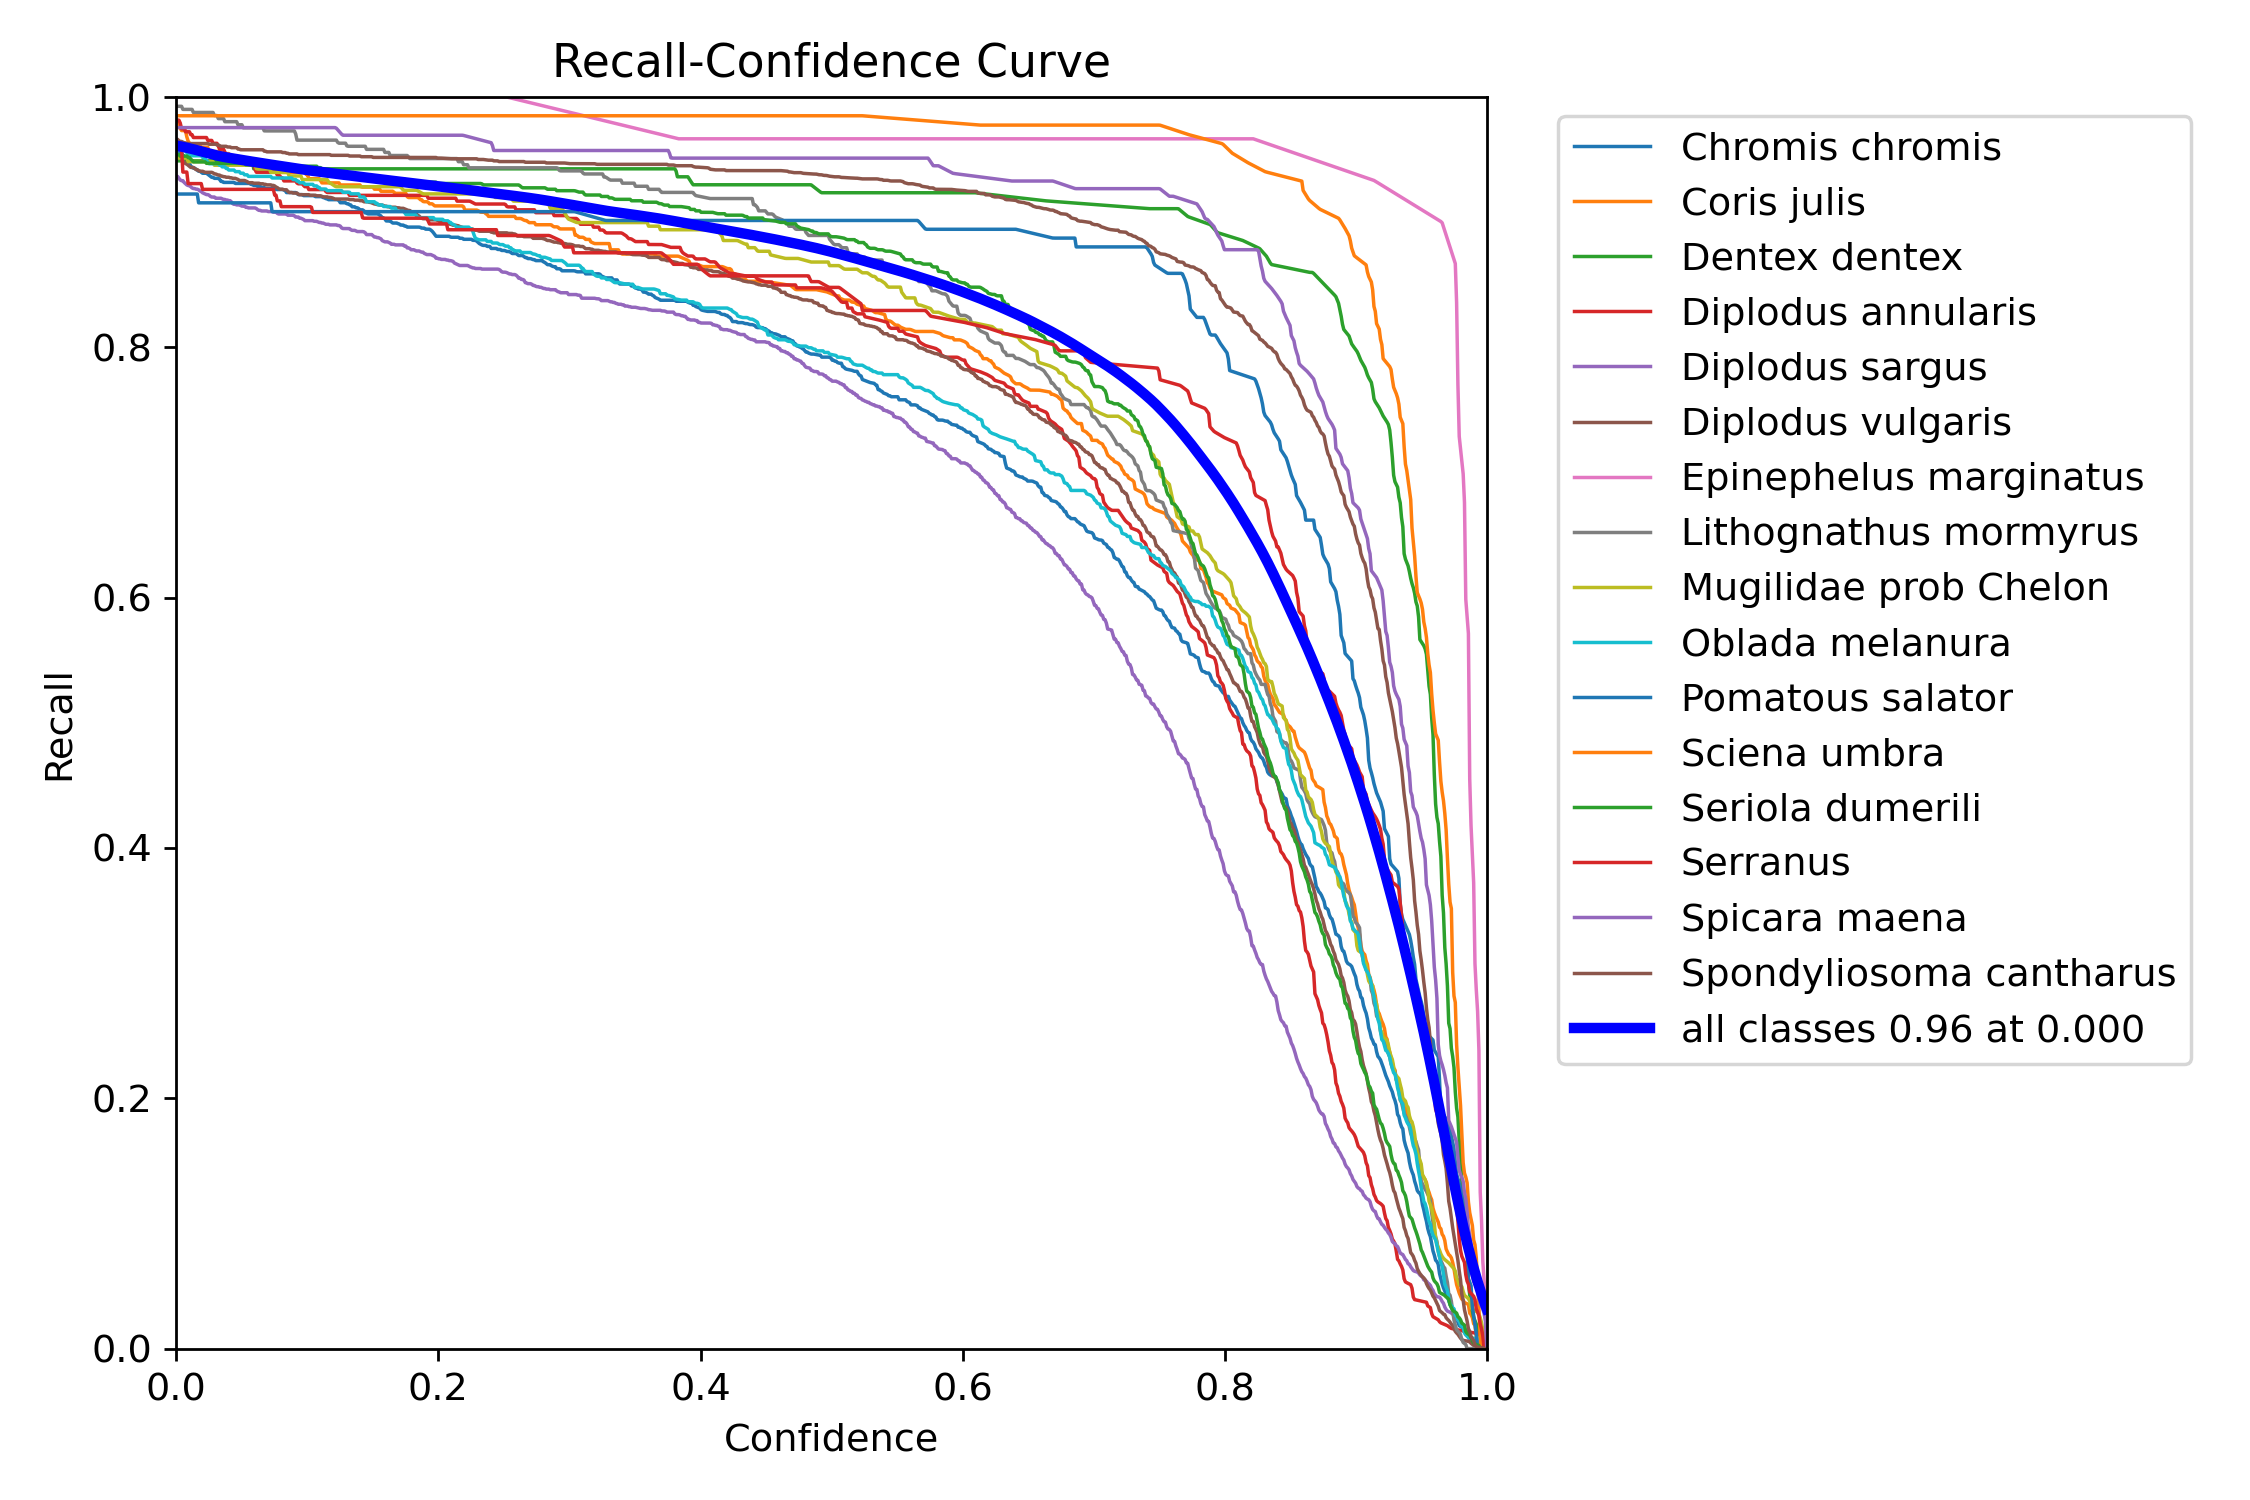 Recall-Confidence Curve
1.0
0.8
0.6
0.4
0.2
0.0
Recall
0.0 0.2 0.4 0.6 0.8 1.0
Confidence
Chromis chromis
Coris julis
Dentex dentex
Diplodus annularis
Diplodus sargus
Diplodus vulgaris
Epinephelus marginatus
Lithognathus mormyrus
Mugilidae prob Chelon
Oblada melanura
Pomatous salator
Sciena umbra
Seriola dumerili
Serranus
Spicara maena
Spondyliosoma cantharus
all classes 0.96 at 0.000